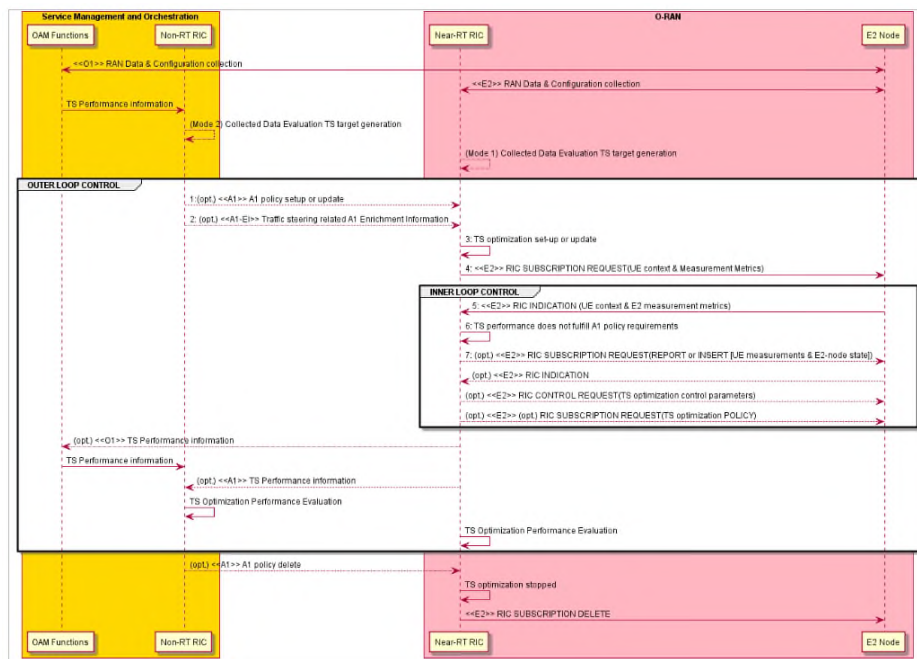 Service Management and Orchestration
O-RAN
OAM Functions
Non-RT RIC
Near-RT RIC
E2 Node
<<O1>> RAN Data & Configuration collection
<<E2>> RAN Data & Configuration collection
TS Performance information
(Mode 2) Collected Data Evaluation TS target generation
(Mode 1) Collected Data Evaluation TS target generation
OUTER LOOP CONTROL
1:(opt.) <<A1>> A1 policy setup or update
2: (opt.) <<A1-EI>> Traffic steering related A1 Enrichment Information
3: TS optimization set-up or update
4: <<E2>> RIC SUBSCRIPTION REQUEST(UE context & Measurement Metrics)
INNER LOOP CONTROL
5: <<E2>> RIC INDICATION (UE context & E2 measurement metrics)
6: TS performance does not fulfill A1 policy requirements
7: (opt.) <<E2>> RIC SUBSCRIPTION REQUEST(REPORT or INSERT [UE measurements & E2-node state])
(opt.) <<E2>> RIC INDICATION
(opt.) <<E2>> RIC CONTROL REQUEST(TS optimization control parameters)
(opt.) <<E2>> (opt.) RIC SUBSCRIPTION REQUEST(TS optimization POLICY)
(opt.) <<O1>> TS Performance information
TS Performance information
(opt.) <<A1>> TS Performance information
TS Optimization Performance Evaluation
TS Optimization Performance Evaluation
(opt.) <<A1>> A1 policy delete
TS optimization stopped
<<E2>> RIC SUBSCRIPTION DELETE
OAM Functions
Non-RT RIC
Near-RT RIC
E2 Node